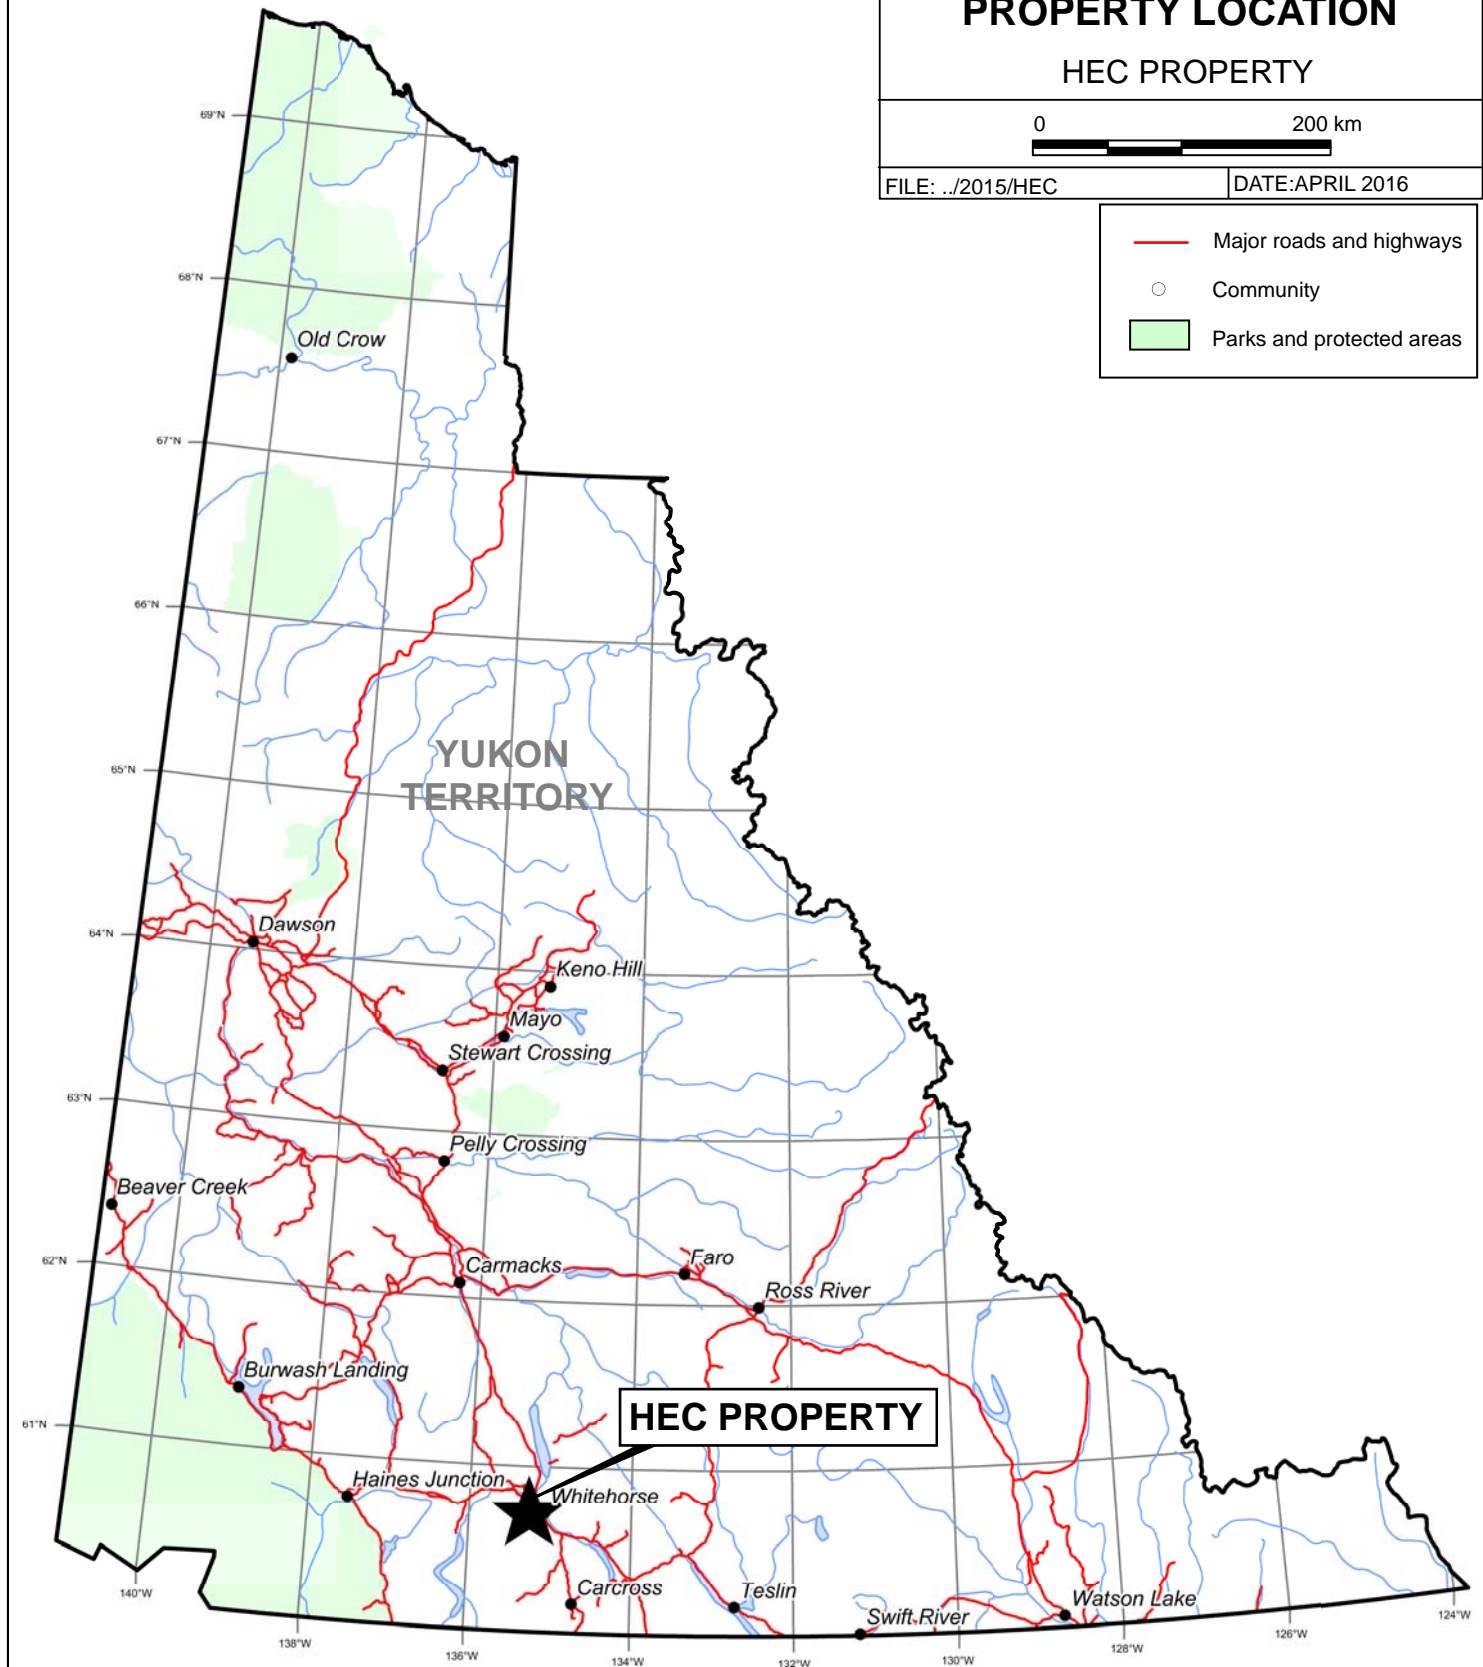 PROPERTY LOCATION
HEC PROPERTY
0 200 km
FILE: ../2015/HEC DATE:APRIL 2016
Major roads and highways
Community
Parks and protected areas
69°N
68°N
Old Crow
67°N
66°N
YUKON
TERRITORY
65°N
Dawson
64°N
Keno Hill
Mayo
Stewart Crossing
63°N
Pelly Crossing
Beaver Creek
62°N
Carmacks
Faro
Ross River
Burwash Landing
HEC PROPERTY
61°N
Haines Junction
Whitehorse
Carcross
Teslin
Watson Lake
Swift River
140°W
138°W
136°W
134°W
132°W
130°W
128°W
126°W
124°W